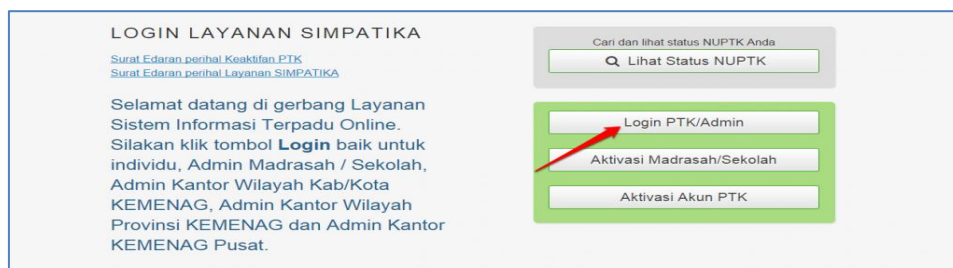 LOGIN LAYANAN SIMPATIKA
Surat Edaran perihal Keaktifan PTK
Surat Edaran perihal Layanan SIMPATIKA
Selamat datang di gerbang Layanan
Sistem Informasi Terpadu Online.
Silakan klik tombol Login baik untuk
individu, Admin Madrasah / Sekolah,
Admin Kantor Wilayah Kab/Kota
KEMENAG, Admin Kantor Wilayah
Provinsi KEMENAG dan Admin Kantor
KEMENAG Pusat.
Cari dan lihat status NUPTK Anda
Lihat Status NUPTK
Login PTK/Admin
Aktivasi Madrasah/Sekolah
Aktivasi Akun PTK